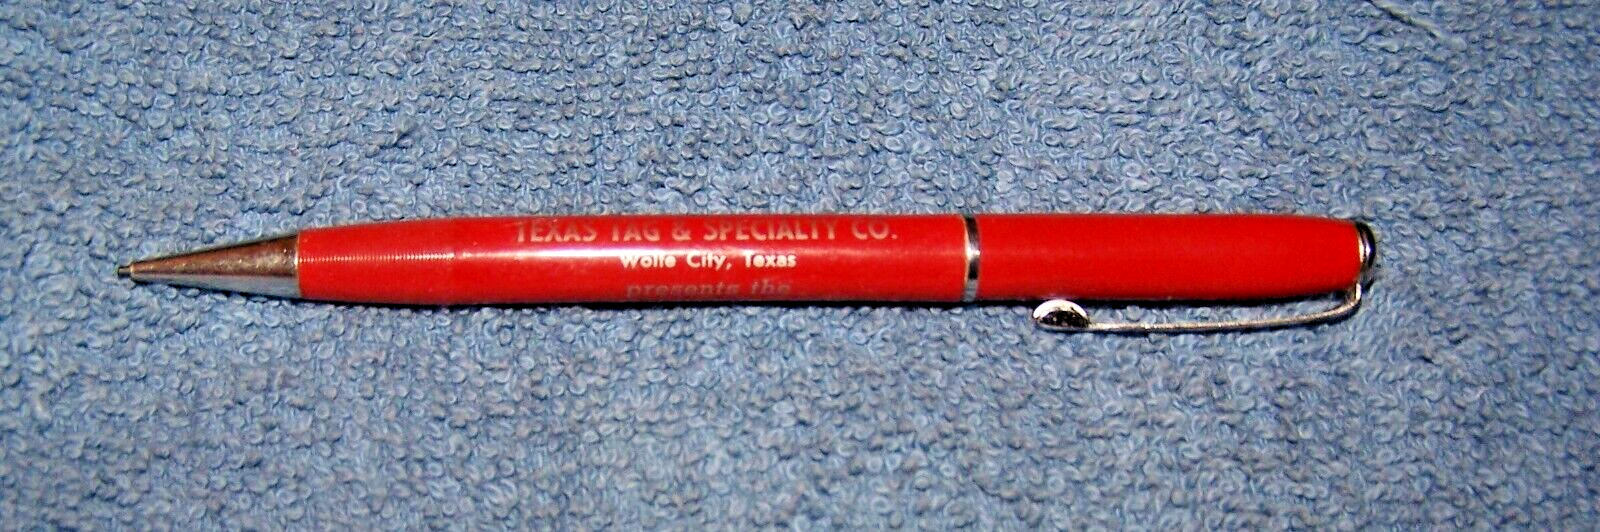 TEXAS TAG & SPECIALTY CO.
Wolfe City, Texas
presents the